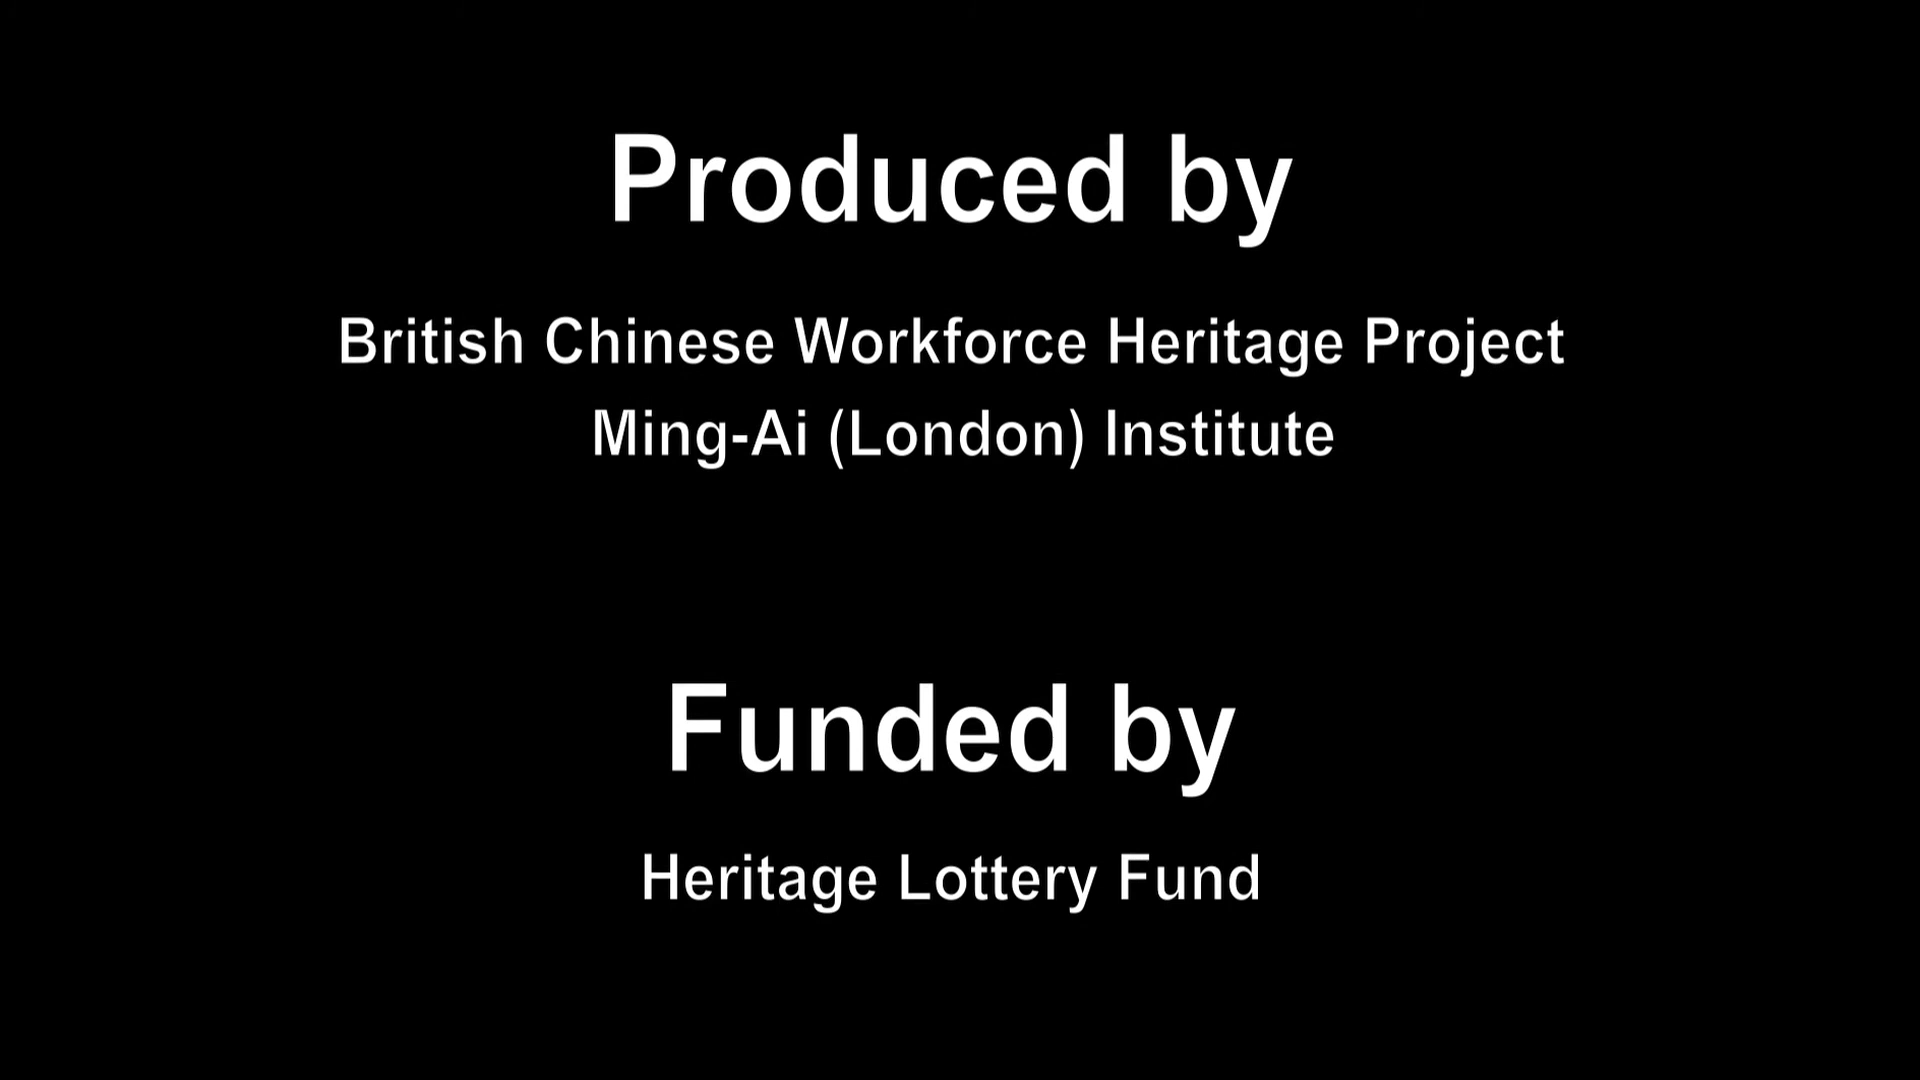 Produced by
British Chinese Workforce Heritage Project
Ming-Ai (London) Institute
Funded by
Heritage Lottery Fund